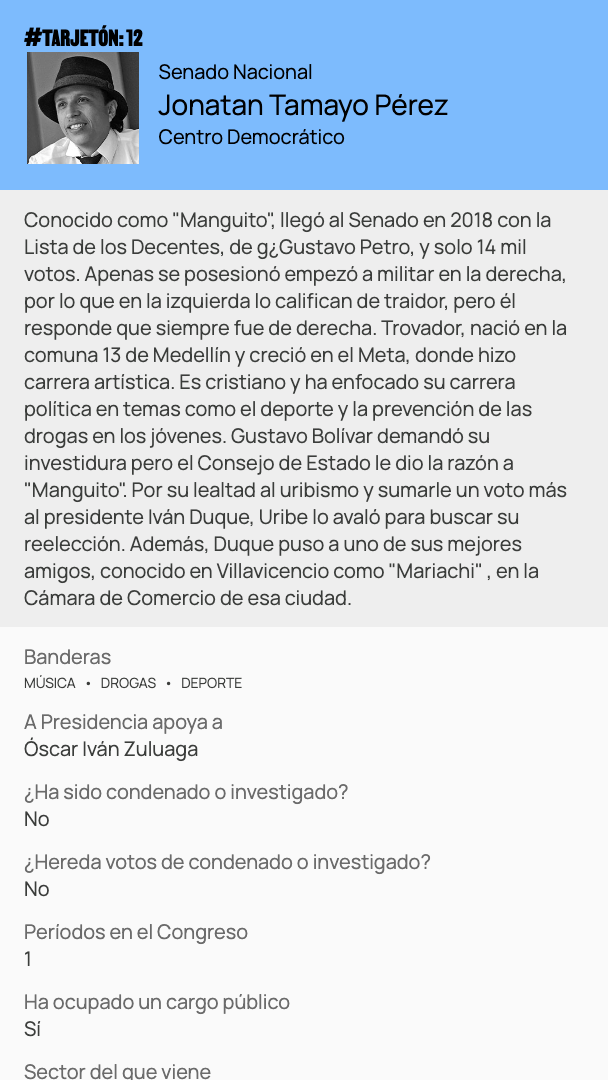 #TARJETÓN: 12
Senado Nacional
Jonatan Tamayo Pérez
Centro Democrático
Conocido como "Manguito", llegó al Senado en 2018 con la
Lista de los Decentes, de g¿Gustavo Petro, y solo 14 mil
votos. Apenas se posesionó empezó a militar en la derecha,
por lo que en la izquierda lo califican de traidor, pero él
responde que siempre fue de derecha. Trovador, nació en la
comuna 13 de Medellín y creció en el Meta, donde hizo
carrera artística. Es cristiano y ha enfocado su carrera
política en temas como el deporte y la prevención de las
drogas en los jóvenes. Gustavo Bolívar demandó su
investidura pero el Consejo de Estado le dio la razón a
"Manguito". Por su lealtad al uribismo y sumarle un voto más
al presidente Iván Duque, Uribe lo avaló para buscar su
reelección. Además, Duque puso a uno de sus mejores
amigos, conocido en Villavicencio como "Mariachi" , en la
Cámara de Comercio de esa ciudad.
Banderas
MÚSICA • DROGAS • DEPORTE
A Presidencia apoya a
Óscar Iván Zuluaga
¿Ha sido condenado o investigado?
No
¿Hereda votos de condenado o investigado?
No
Períodos en el Congreso
1
Ha ocupado un cargo público
Sí
Sector del que viene